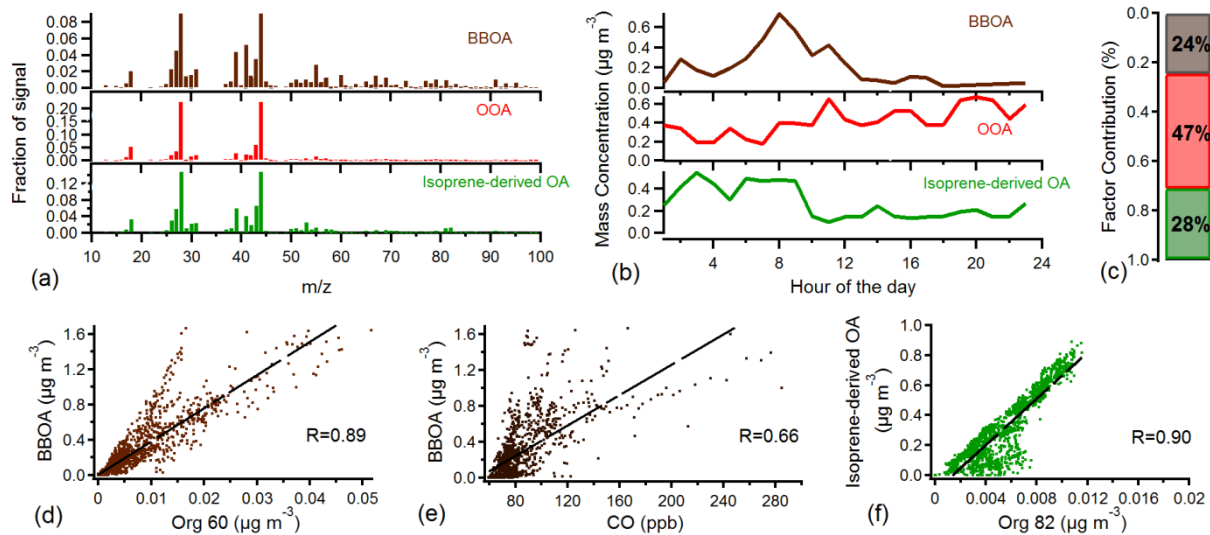 0.08
0.04
0.00
BBOA
0.20
0.15
0.10
0.05
0.00
OOA
0.12
0.08
0.04
0.00
Isoprene-derived OA
10 20 30 40 50 60 70 80 90 100
m/z
Fraction of signal
(a)
0.6
0.4
0.2
0.0
BBOA
0.6
0.4
0.2
0.0
OOA
0.4
0.2
0.0
Isoprene-derived OA
4 8 12 16 20 24
Hour of the day
Mass Concentration (µg m⁻³)
(b)
0.0
0.2
0.4
0.6
0.8
1.0
Factor Contribution (%)
24%
47%
28%
(c)
1.6
1.2
0.8
0.4
0.0
BBOA (µg m⁻³)
R=0.89
0 0.01 0.02 0.03 0.04 0.05
Org 60 (µg m⁻³)
(d)
1.6
1.2
0.8
0.4
0.0
BBOA (µg m⁻³)
R=0.66
80 120 160 200 240 280
CO (ppb)
(e)
1.0
0.8
0.6
0.4
0.2
0.0
Isoprene-derived OA
(µg m⁻³)
R=0.90
0 0.004 0.010 0.02
Org 82 (µg m⁻³)
(f)